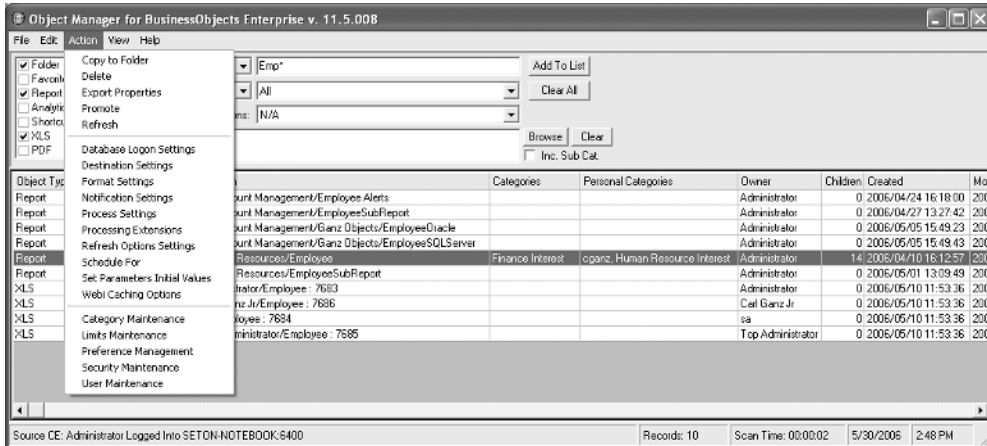 Object Manager for BusinessObjects Enterprise v. 11.5.008
File Edit Action View Help
Folder
Report
XLS
PDF
Copy to Folder
Delete
Export Properties
Promote
Refresh
Database Logon Settings
Destination Settings
Format Settings
Notification Settings
Process Settings
Processing Extensions
Refresh Options Settings
Schedule For
Set Parameters Initial Values
Webi Caching Options
Category Maintenance
Limits Maintenance
Preference Management
Security Maintenance
User Maintenance
Emp* Add To List
All Clear All
N/A
Browse Clear
Inc. Sub Cat.
Object Categories Personal Categories Owner Children Created
Report Management/Employee Alerts Administrator 0 2006/04/24 16:18:00
Report Management/EmployeeSubReport Administrator 0 2006/04/27 13:27:42
Report Management/Ganz Objects/EmployeeOracle Administrator 0 2006/05/05 15:49:23
Report Management/Ganz Objects/EmployeeSQLServer Administrator 0 2006/05/05 15:49:43
Report Resources/Employee Finance Interest cganz, Human Resource Interest Administrator 14 2006/04/10 16:12:57
Report Resources/EmployeeSubReport Administrator 0 2006/05/01 13:09:49
XLS trator/Employee : 7683 Administrator 0 2006/05/10 11:53:36
XLS nz Jr/Employee : 7686 Carl Ganz Jr 0 2006/05/10 11:53:36
XLS loyee : 7684 sa 0 2006/05/10 11:53:36
XLS ministrator/Employee : 7685 Top Administrator 0 2006/05/10 11:53:36
Source CE: Administrator Logged Into SETON-NOTEBOOK:6400 Records: 10 Scan Time: 00:00:02 5/30/2006 2:48 PM